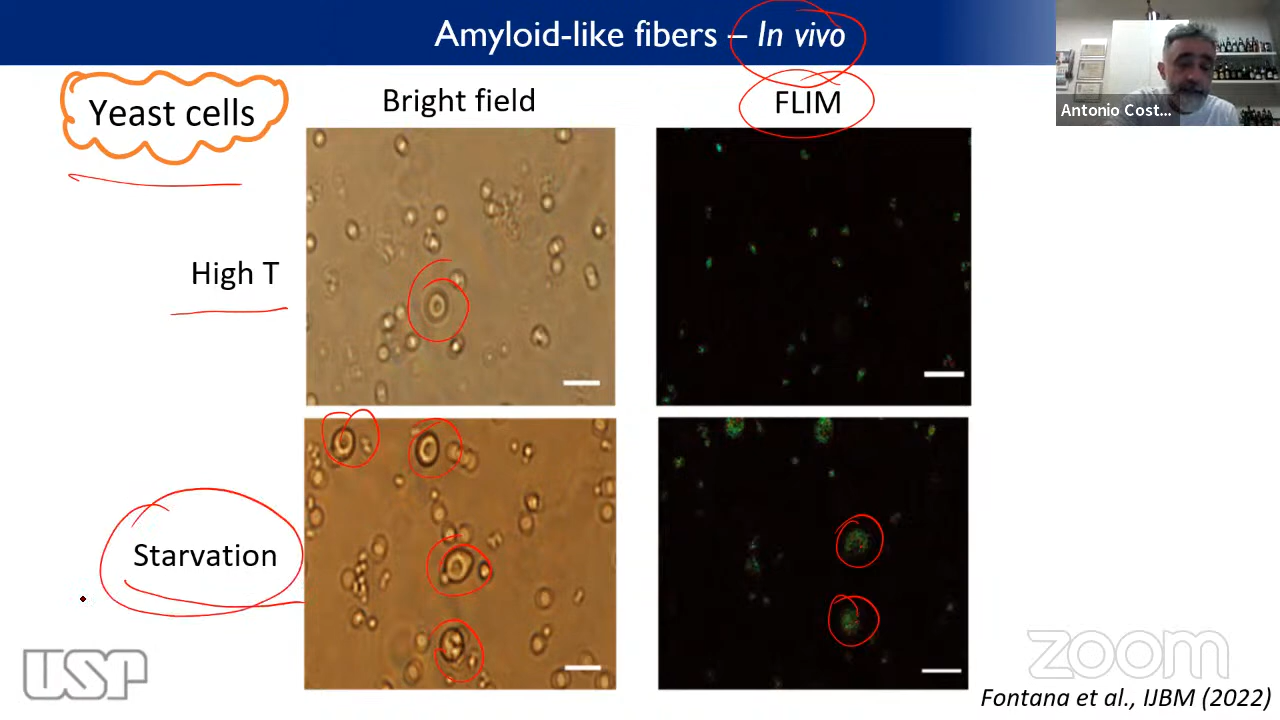 Amyloid-like fibers – In vivo
Yeast cells
Bright field
FLIM
Antonio Cost...
High T
Starvation
USP
zoom
Fontana et al., IJBM (2022)